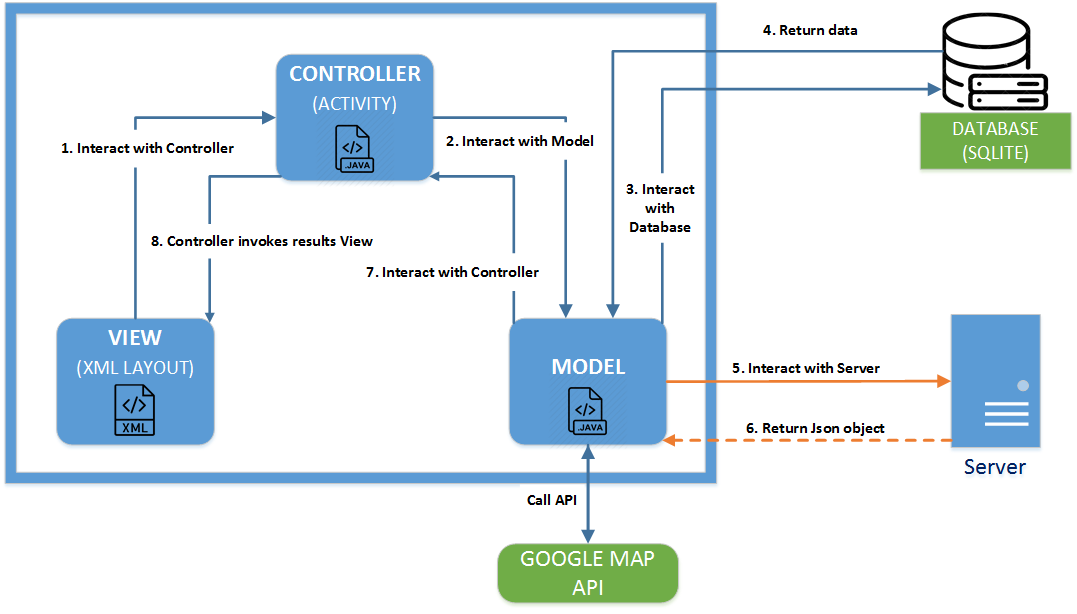 4. Return data
CONTROLLER
(ACTIVITY)
</>
.JAVA
1. Interact with Controller
2. Interact with Model
DATABASE
(SQLITE)
3. Interact
with
Database
8. Controller invokes results View
7. Interact with Controller
VIEW
(XML LAYOUT)
</>
XML
MODEL
</>
.JAVA
5. Interact with Server
6. Return Json object
Server
Call API
GOOGLE MAP
API